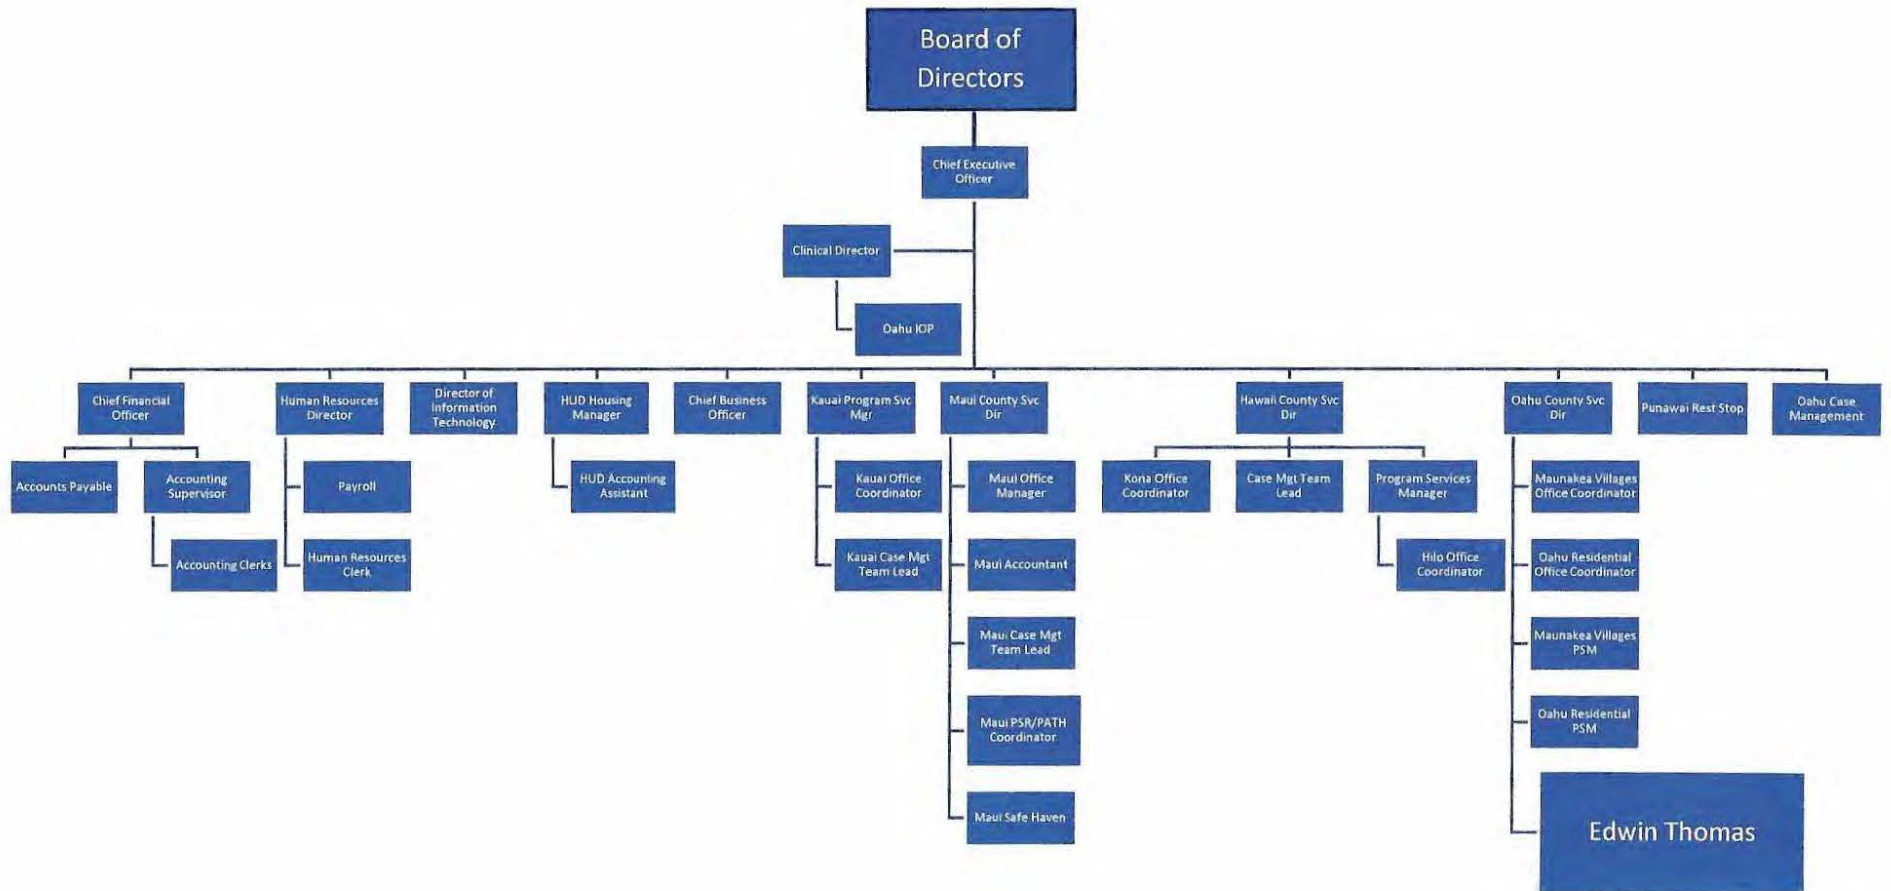 Board of
Directors
Chief Executive
Officer
Clinical Director
Oahu IOP
Chief Financial
Officer
Human Resources
Director
Director of
Information
Technology
HUD Housing
Manager
Chief Business
Officer
Kauai Program Svc
Mgr
Maui County Svc
Dir
Hawaii County Svc
Dir
Oahu County Svc
Dir
Punawai Rest Stop
Oahu Case
Management
Accounts Payable
Accounting
Supervisor
Payroll
HUD Accounting
Assistant
Kauai Office
Coordinator
Maui Office
Manager
Kona Office
Coordinator
Case Mgt Team
Lead
Program Services
Manager
Maunakea Villages
Office Coordinator
Accounting Clerks
Human Resources
Clerk
Kauai Case Mgt
Team Lead
Maui Accountant
Hilo Office
Coordinator
Oahu Residential
Office Coordinator
Maui Case Mgt
Team Lead
Maunakea Villages
PSM
Maui PSR/PATH
Coordinator
Oahu Residential
PSM
Maui Safe Haven
Edwin Thomas